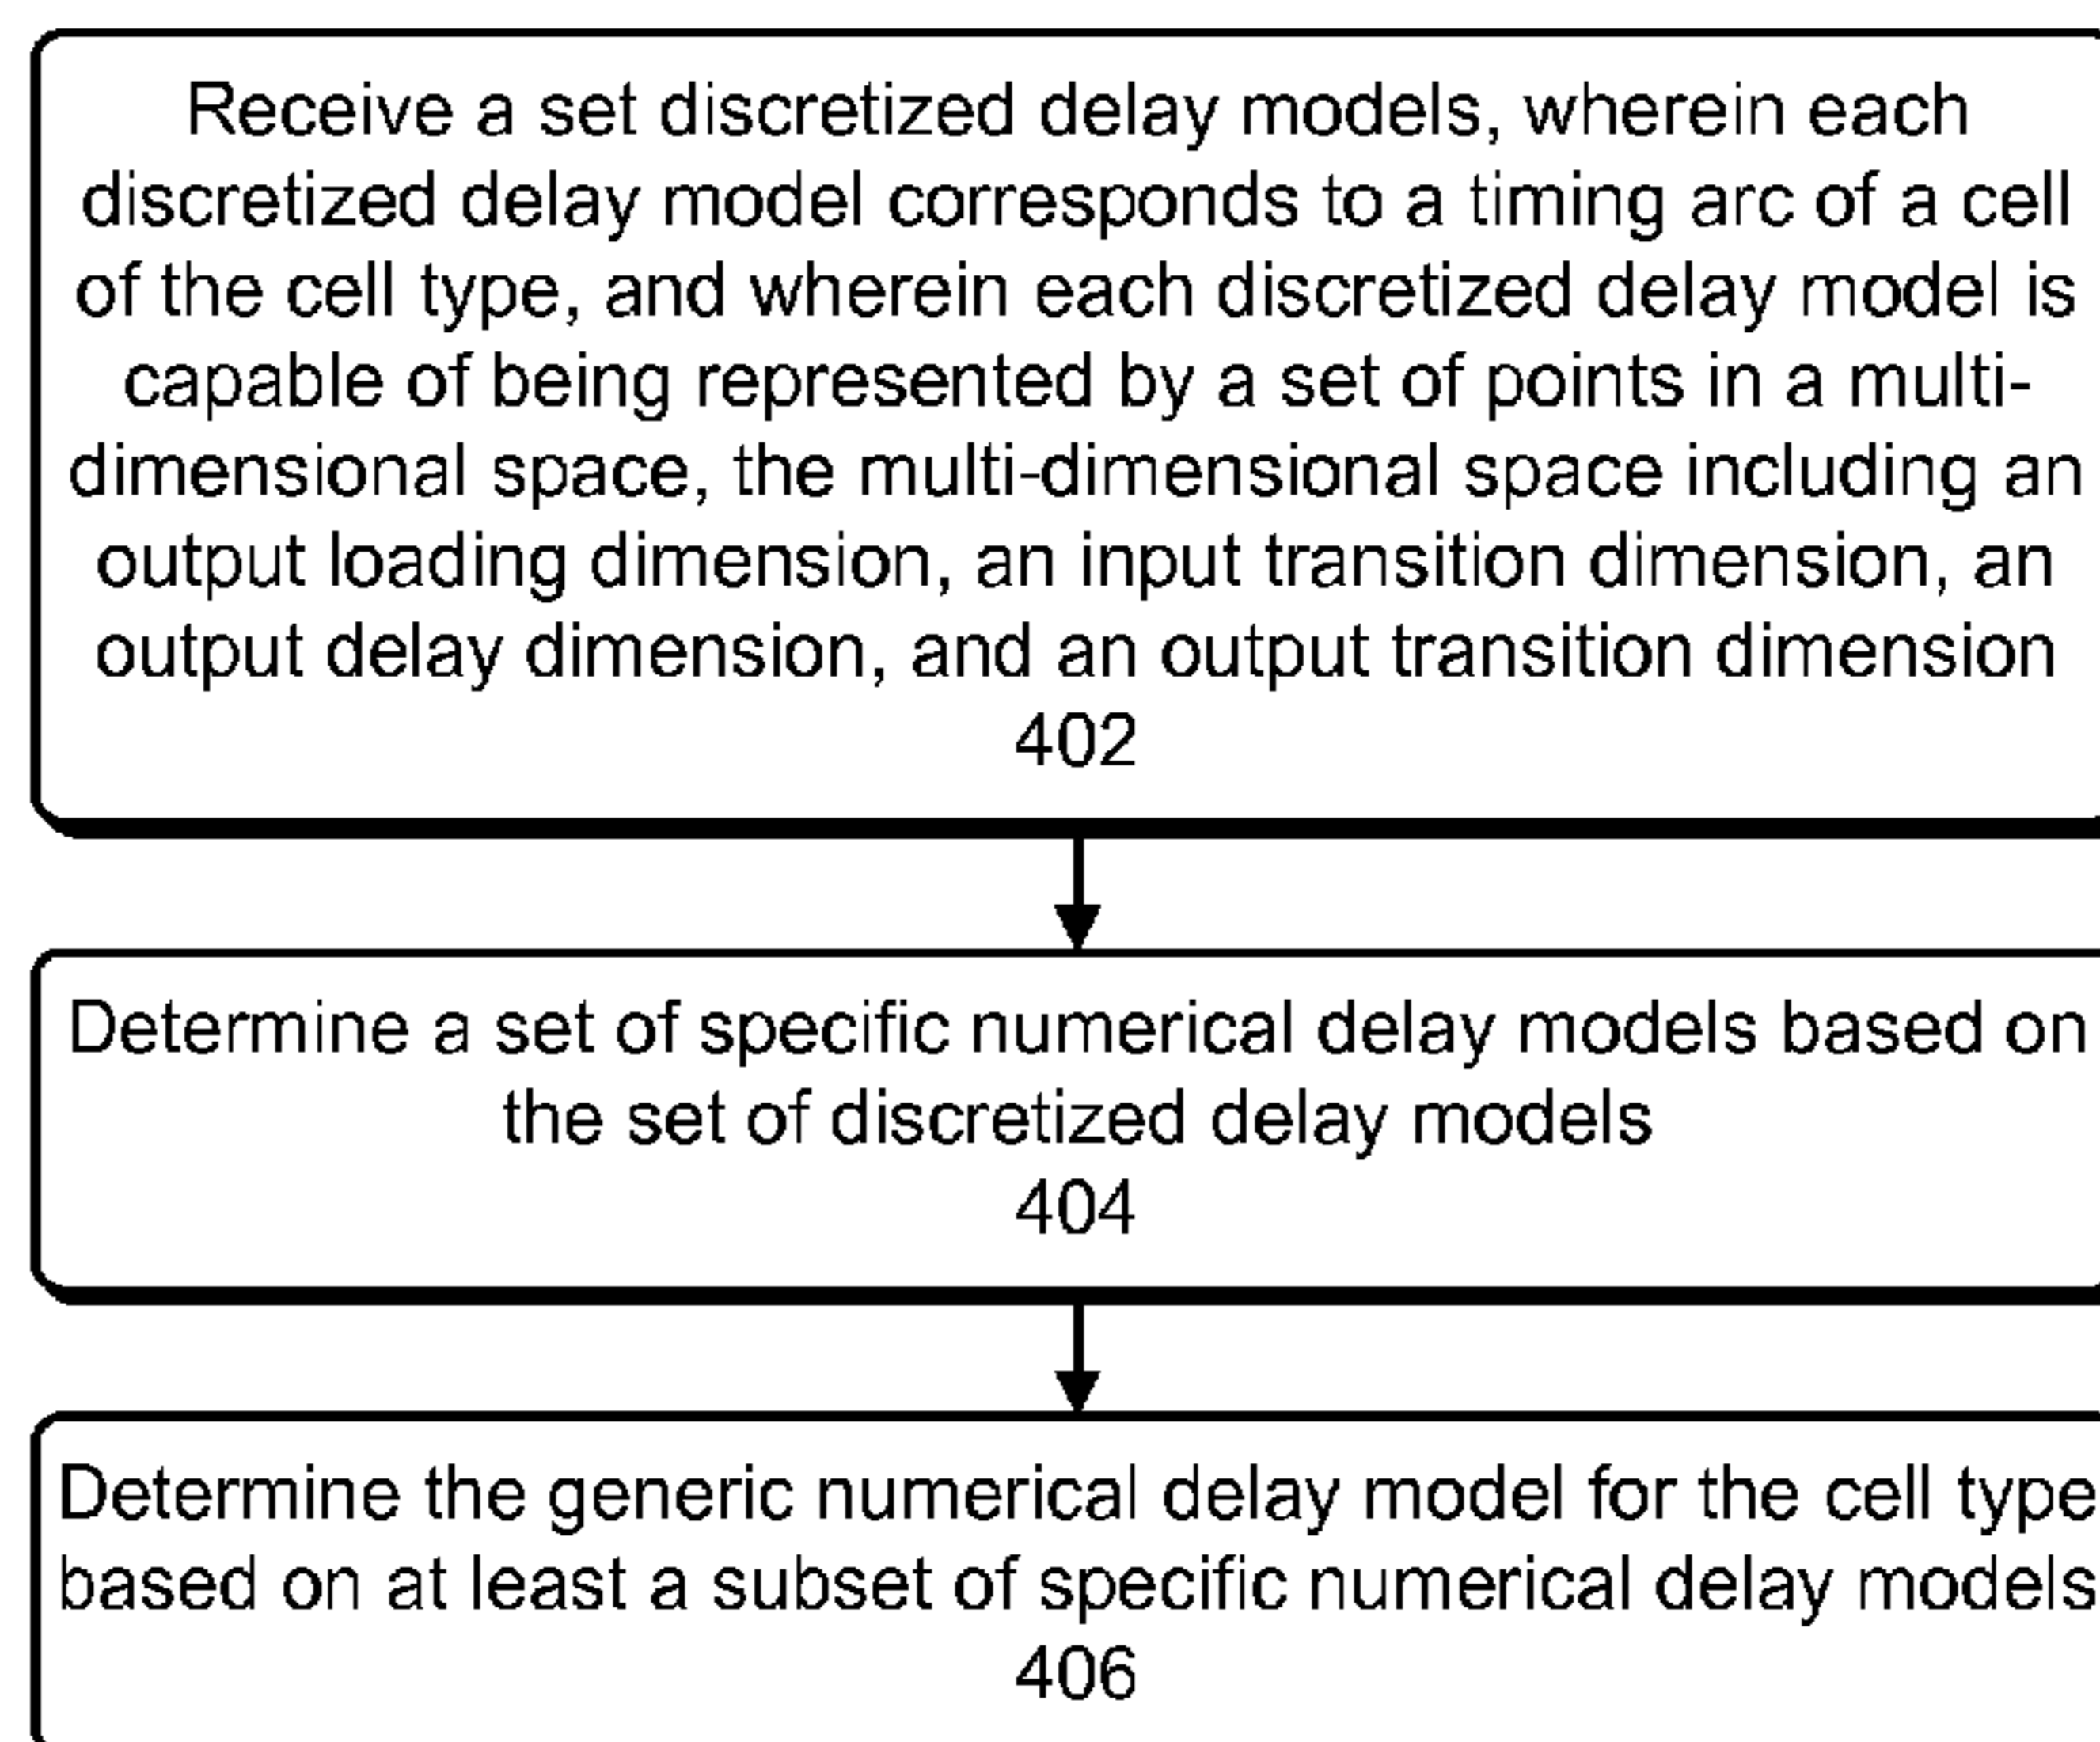 Receive a set discretized delay models, wherein each
discretized delay model corresponds to a timing arc of a cell
of the cell type, and wherein each discretized delay model is
capable of being represented by a set of points in a multi-
dimensional space, the multi-dimensional space including an
output loading dimension, an input transition dimension, an
output delay dimension, and an output transition dimension
402
Determine a set of specific numerical delay models based on
the set of discretized delay models
404
Determine the generic numerical delay model for the cell type
based on at least a subset of specific numerical delay models
406